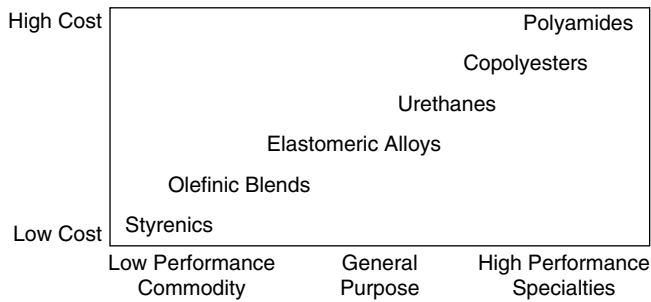 High Cost
Polyamides
Copolyesters
Urethanes
Elastomeric Alloys
Olefinic Blends
Styrenics
Low Cost
Low Performance
Commodity
General
Purpose
High Performance
Specialties